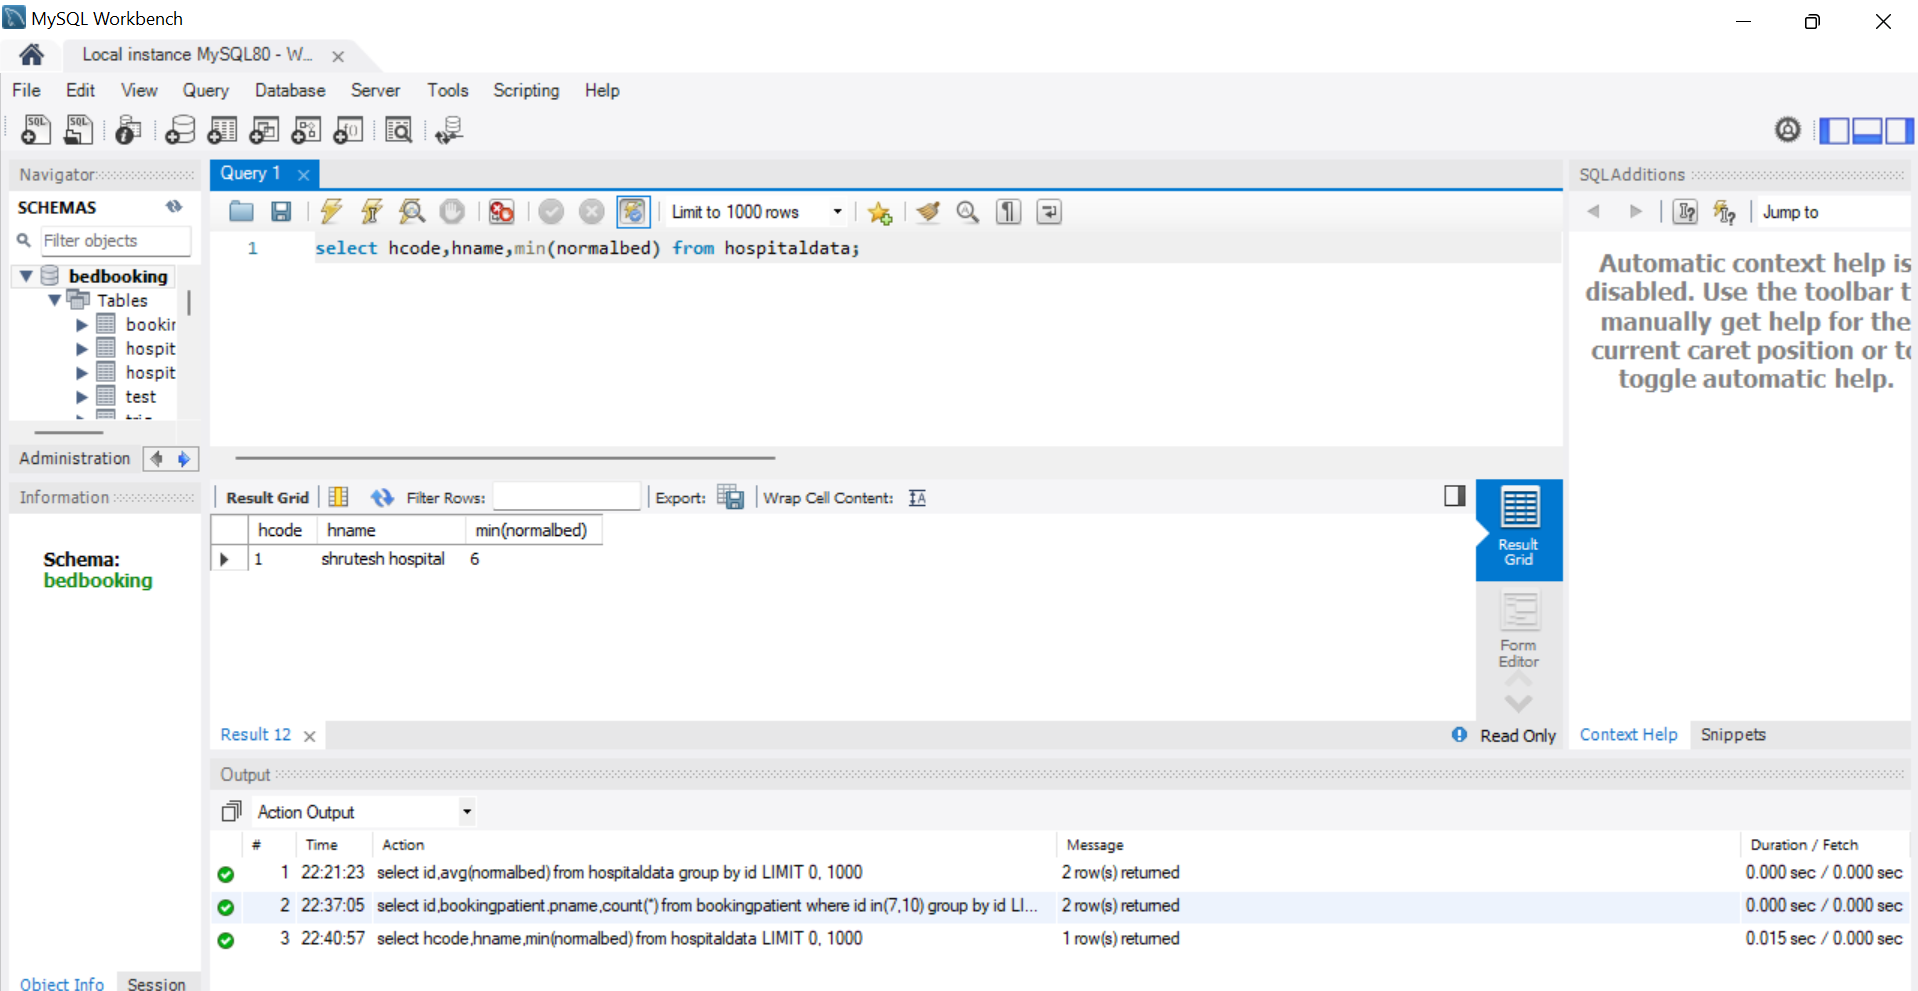 MySQL Workbench
Local instance MySQL80 - W...
File Edit View Query Database Server Tools Scripting Help
Navigator
SCHEMAS
Filter objects
bedbooking
Tables
bookin
hospit
hospit
test
Administration
Information
Schema:
bedbooking
Object Info Session
Query 1
Limit to 1000 rows
1 select hcode,hname,min(normalbed) from hospitaldata;
Result Grid Filter Rows: Export: Wrap Cell Content:
hcode hname min(normalbed)
1 shrutesh hospital 6
Result
Grid
Form
Editor
Result 12
Read Only
SQLAdditions
Jump to
Automatic context help is
disabled. Use the toolbar t
manually get help for the
current caret position or to
toggle automatic help.
Context Help Snippets
Output
Action Output
# Time Action Message Duration / Fetch
1 22:21:23 select id,avg(normalbed) from hospitaldata group by id LIMIT 0, 1000 2 row(s) returned 0.000 sec / 0.000 sec
2 22:37:05 select id,bookingpatient.pname,count(*) from bookingpatient where id in(7,10) group by id LI... 2 row(s) returned 0.000 sec / 0.000 sec
3 22:40:57 select hcode,hname,min(normalbed) from hospitaldata LIMIT 0, 1000 1 row(s) returned 0.015 sec / 0.000 sec